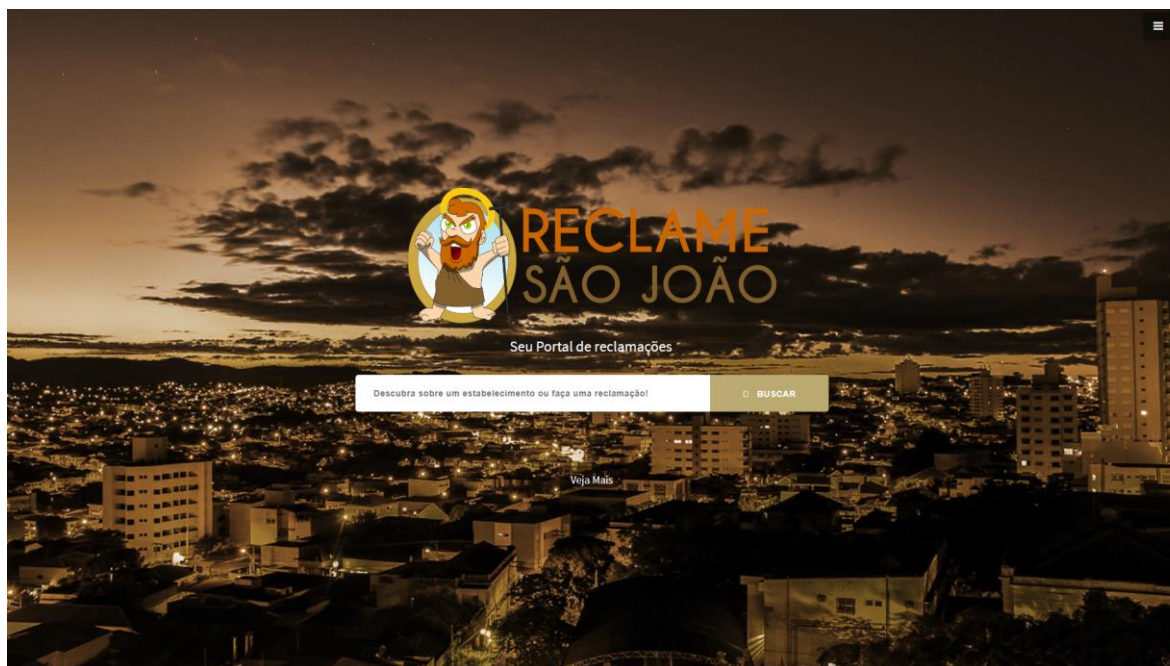 RECLAME
SÃO JOÃO
Seu Portal de reclamações
Descubra sobre um estabelecimento ou faça uma reclamação!
BUSCAR
Veja Mais